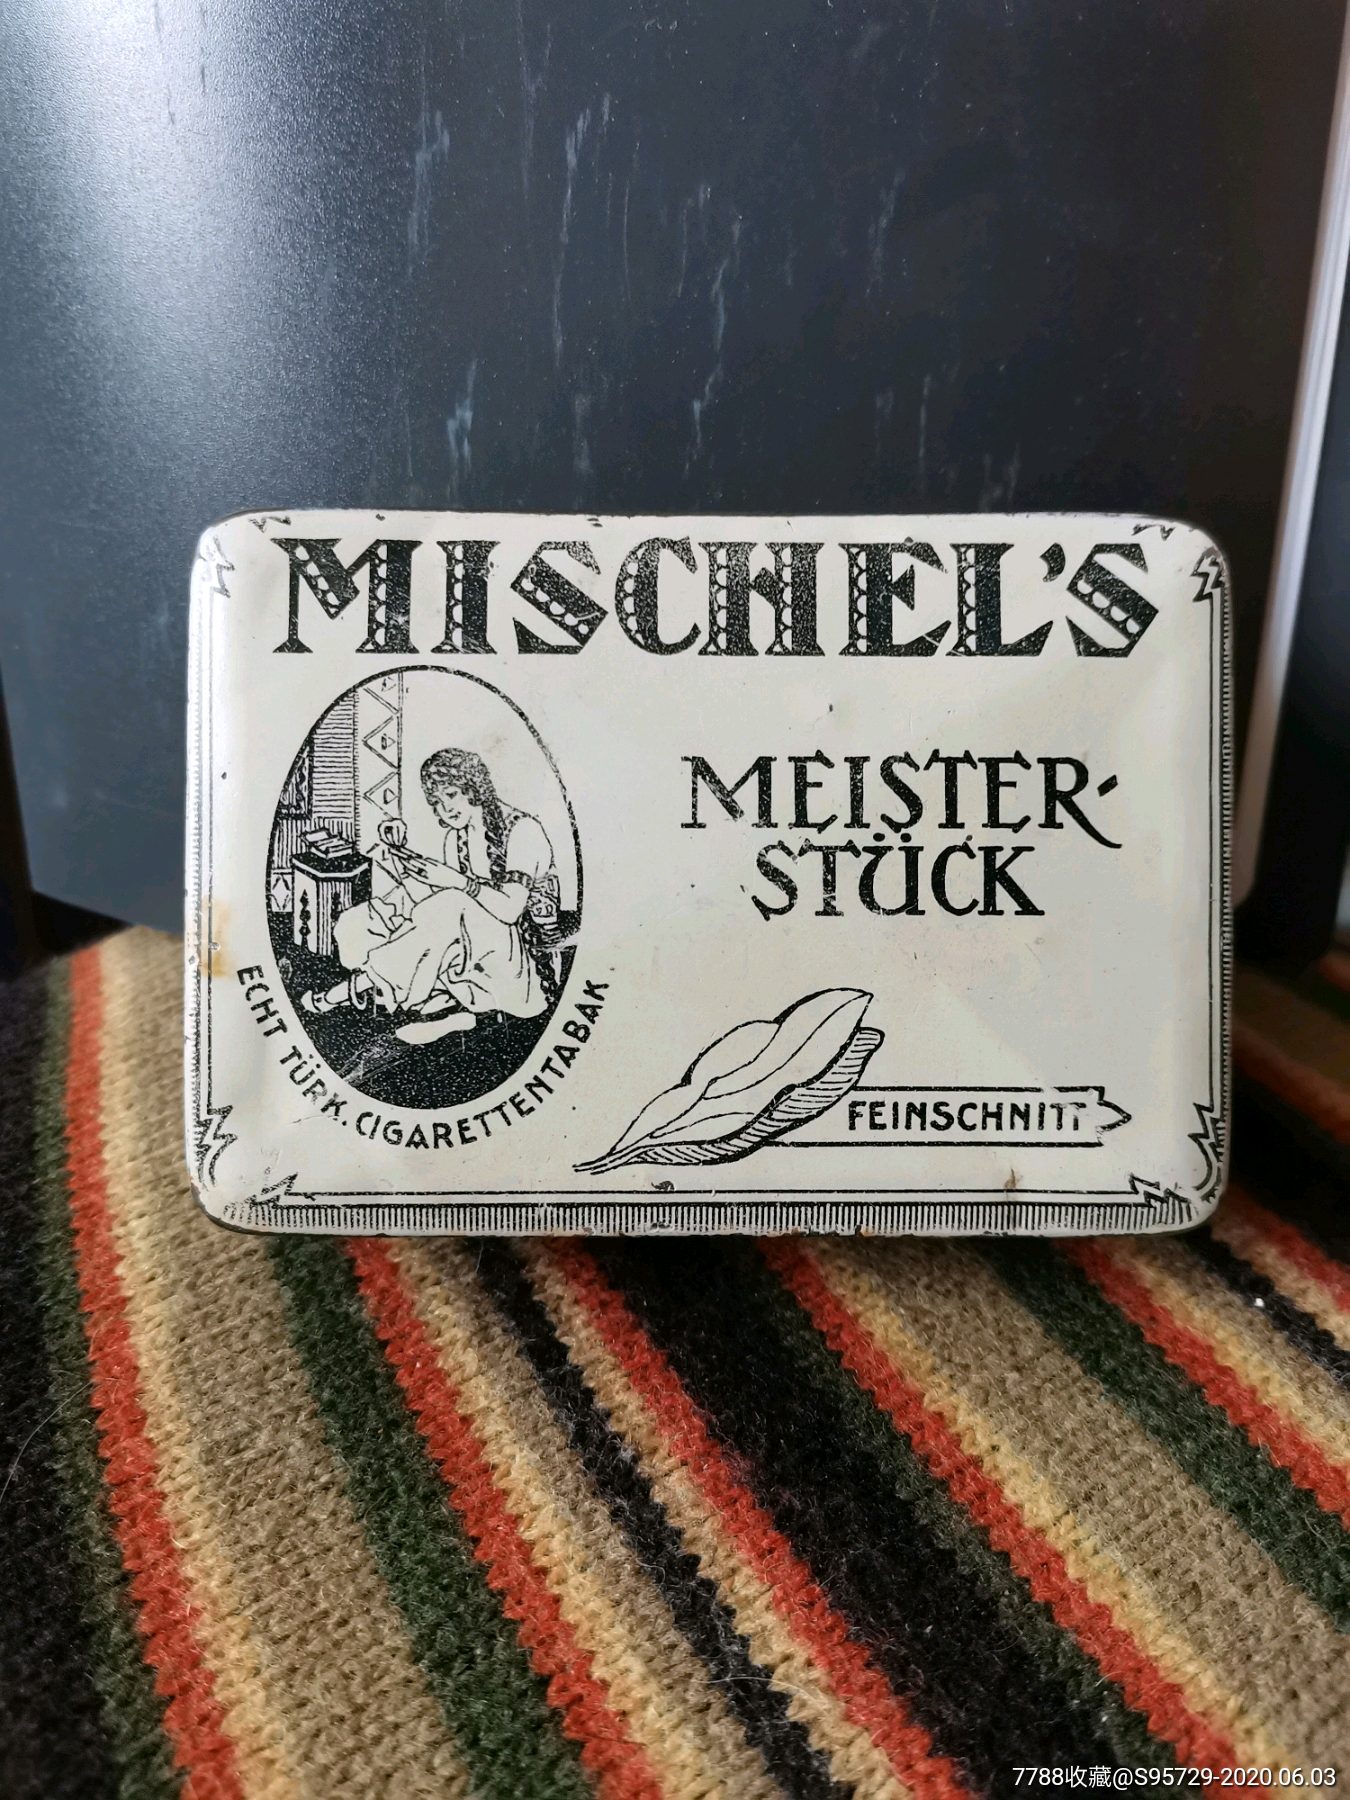 MISCHEL'S
MEISTER-
STÜCK
ECHT TÜRK. CIGARETTENTABAK
FEINSCHNITT
7788收藏@S95729-2020.06.03